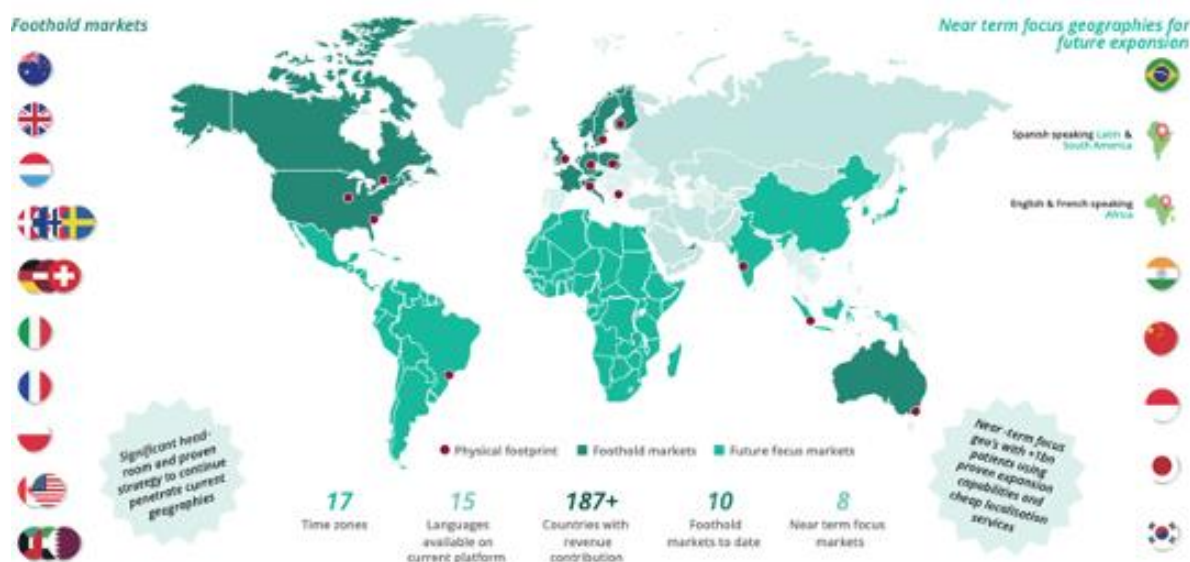 Foothold markets
Near term focus geographies for
future expansion
Spanish speaking Latin &
South America
English & French speaking
Africa
Significant head-
room and proven
strategy to continue
penetrate current
geographies
Near -term focus
geo's with +1bn
patients using
proven expansion
capabilities and
cheap localisation
services
Physical footprint
Foothold markets
Future focus markets
17
Time zones
15
Languages
available on
current platform
187+
Countries with
revenue
contribution
10
Foothold
markets to date
8
Near term focus
markets